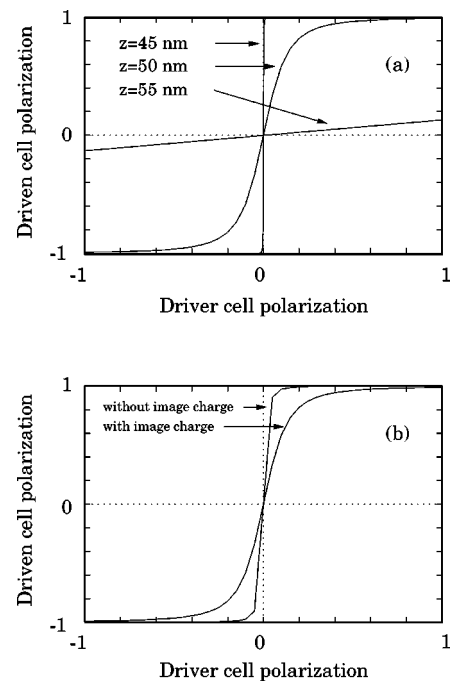 1
z=45 nm
z=50 nm
(a)
z=55 nm
0
-1
-1
0
1
Driven cell polarization
Driver cell polarization
1
without image charge
with image charge
(b)
0
-1
-1
0
1
Driven cell polarization
Driver cell polarization